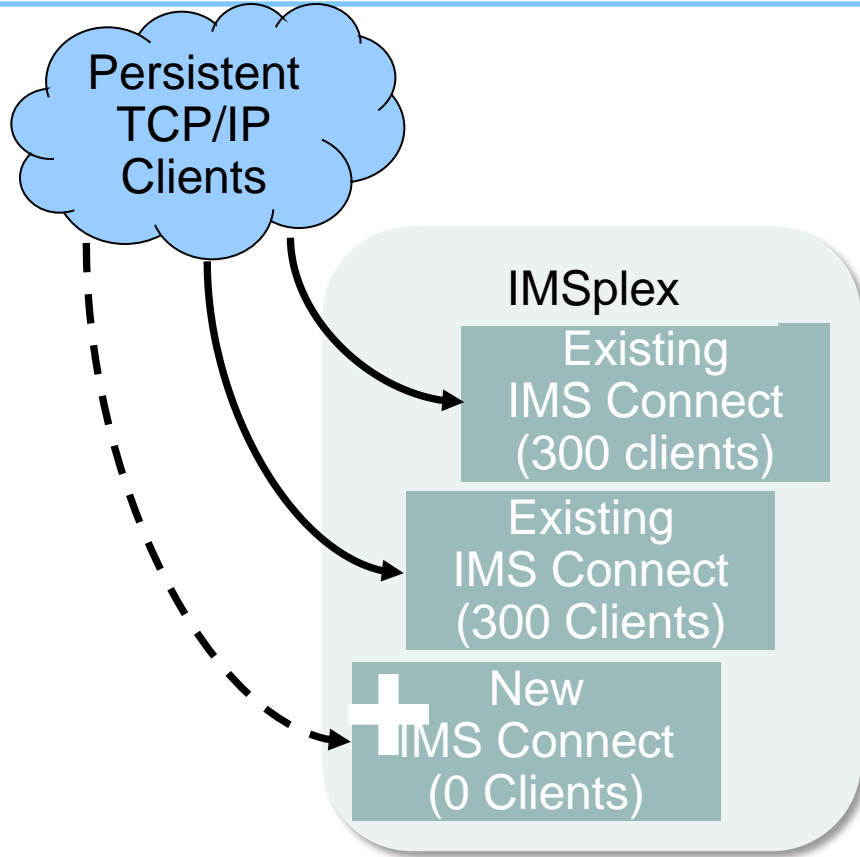 Persistent
TCP/IP
Clients
IMSplex
Existing
IMS Connect
(300 clients)
Existing
IMS Connect
(300 Clients)
New
IMS Connect
(0 Clients)